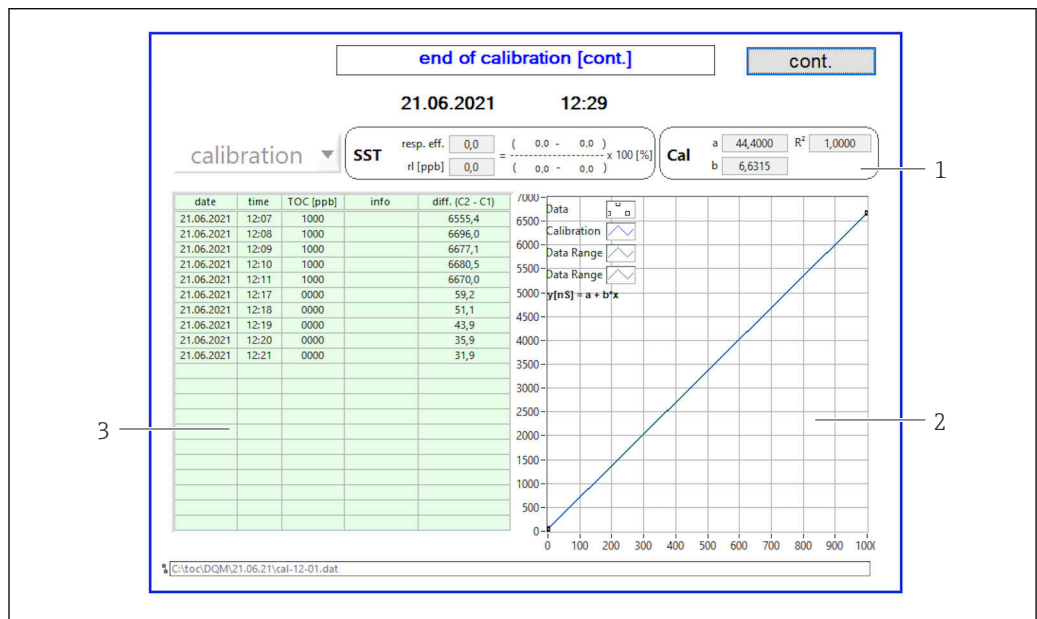 end of calibration [cont.]
cont.
21.06.2021 12:29
calibration
SST
resp. eff. 0,0
rl [ppb] 0,0
=
( 0,0 - 0,0 )
---------------------- x 100 [%]
( 0,0 - 0,0 )
Cal
a 44,4000 R² 1,0000
b 6,6315
1
date time TOC [ppb] info diff. (C2 - C1)
21.06.2021 12:07 1000 6555,4
21.06.2021 12:08 1000 6696,0
21.06.2021 12:09 1000 6677,1
21.06.2021 12:10 1000 6680,5
21.06.2021 12:11 1000 6670,0
21.06.2021 12:17 0000 59,2
21.06.2021 12:18 0000 51,1
21.06.2021 12:19 0000 43,9
21.06.2021 12:20 0000 35,9
21.06.2021 12:21 0000 31,9
3
7000
6500
6000
5500
5000
4500
4000
3500
3000
2500
2000
1500
1000
500
0
Data
Calibration
Data Range
Data Range
y[nS] = a + b*x
2
0 100 200 300 400 500 600 700 800 900 1000
C:\toc\DQM\21.06.21\cal-12-01.dat